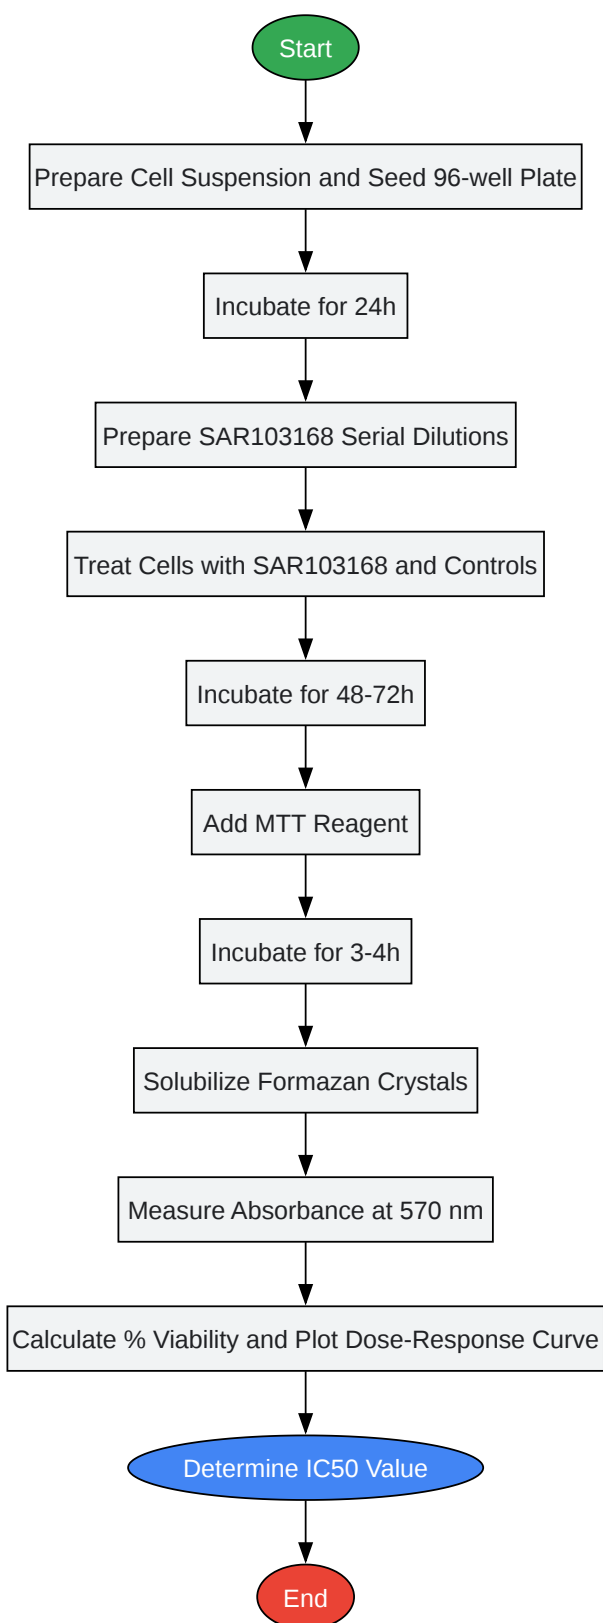 Start
Prepare Cell Suspension and Seed 96-well Plate
Incubate for 24h
Prepare SAR103168 Serial Dilutions
Treat Cells with SAR103168 and Controls
Incubate for 48-72h
Add MTT Reagent
Incubate for 3-4h
Solubilize Formazan Crystals
Measure Absorbance at 570 nm
Calculate % Viability and Plot Dose-Response Curve
Determine IC50 Value
End